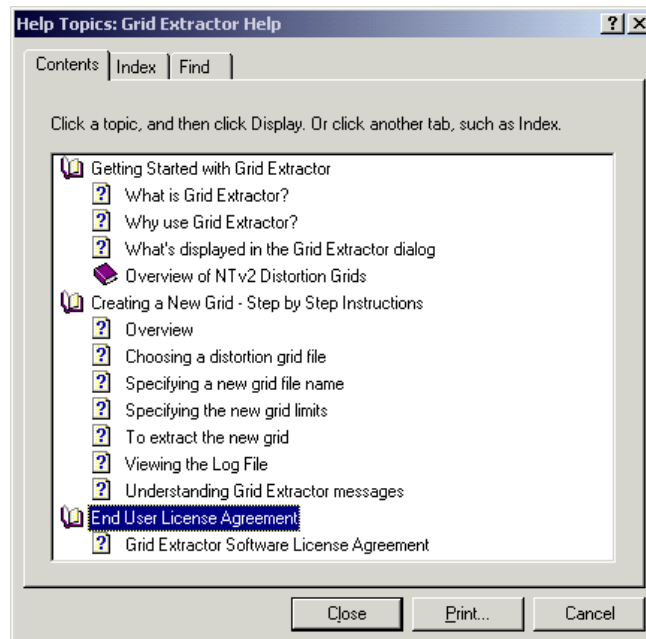 Help Topics: Grid Extractor Help
Contents Index Find
Click a topic, and then click Display. Or click another tab, such as Index.
Getting Started with Grid Extractor
What is Grid Extractor?
Why use Grid Extractor?
What's displayed in the Grid Extractor dialog
Overview of NTv2 Distortion Grids
Creating a New Grid - Step by Step Instructions
Overview
Choosing a distortion grid file
Specifying a new grid file name
Specifying the new grid limits
To extract the new grid
Viewing the Log File
Understanding Grid Extractor messages
End User License Agreement
Grid Extractor Software License Agreement
Close Print... Cancel